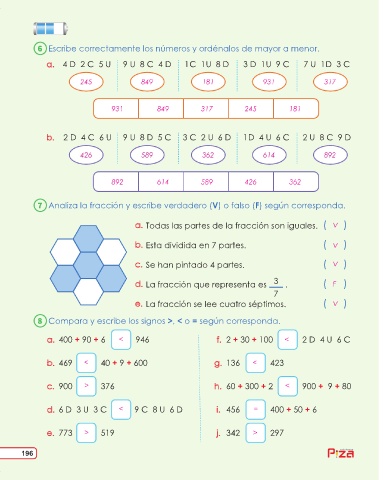 6 Escribe correctamente los números y ordénalos de mayor a menor.
a. 4 D 2 C 5 U 9 U 8 C 4 D 1 C 1 U 8 D 3 D 1 U 9 C 7 U 1 D 3 C
245 849 181 931 317
931 849 317 245 181
b. 2 D 4 C 6 U 9 U 8 D 5 C 3 C 2 U 6 D 1 D 4 U 6 C 2 U 8 C 9 D
426 589 362 614 892
892 614 589 426 362
7 Analiza la fracción y escribe verdadero (V) o falso (F) según corresponda.
a. Todas las partes de la fracción son iguales. ( V )
b. Esta dividida en 7 partes. ( V )
c. Se han pintado 4 partes. ( V )
d. La fracción que representa es 3/7 . ( F )
e. La fracción se lee cuatro séptimos. ( V )
8 Compara y escribe los signos >, < o = según corresponda.
a. 400 + 90 + 6 < 946 f. 2 + 30 + 100 < 2 D 4 U 6 C
b. 469 < 40 + 9 + 600 g. 136 < 423
c. 900 > 376 h. 60 + 300 + 2 < 900 + 9 + 80
d. 6 D 3 U 3 C < 9 C 8 U 6 D i. 456 = 400 + 50 + 6
e. 773 > 519 j. 342 > 297
196